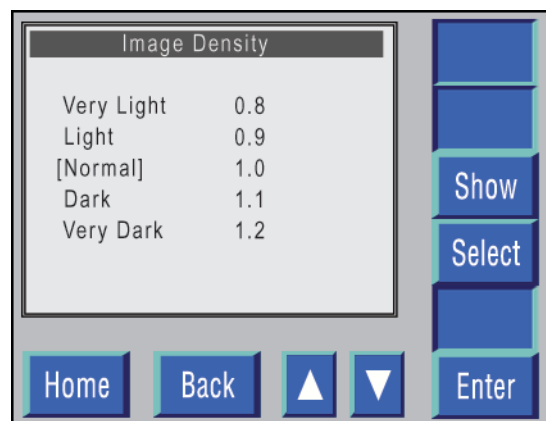 Image Density
Very Light 0.8
Light 0.9
[Normal] 1.0
Dark 1.1
Very Dark 1.2
Show
Select
Home Back Enter